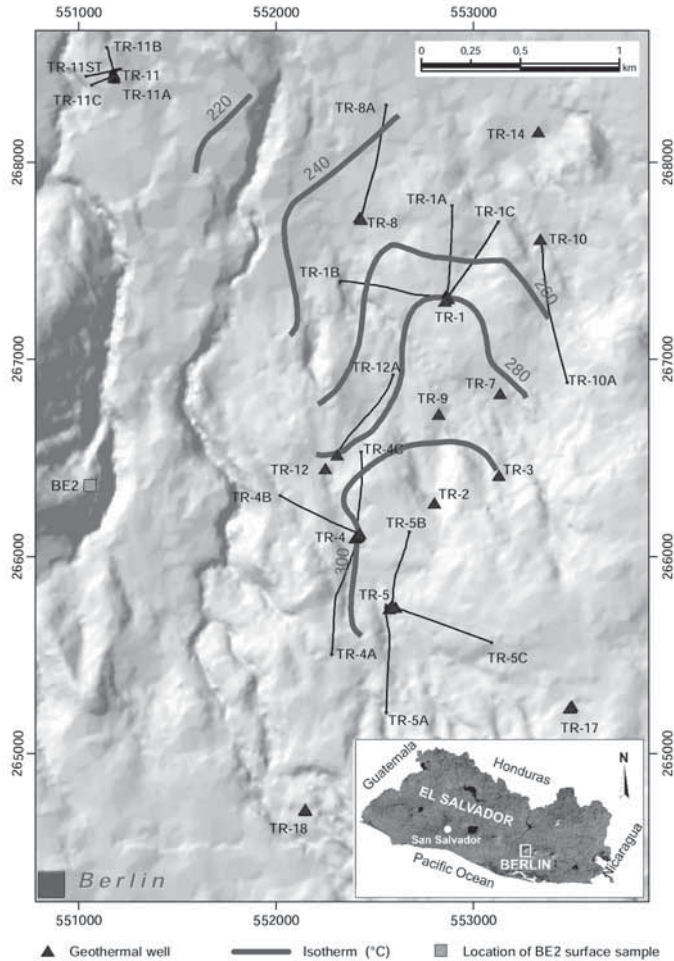 551000 552000 553000
TR-11B
TR-11ST
TR-11
TR-11C
TR-11A
0 0,25 0,5 1
km
220
TR-8A
TR-14
268000
268000
240
TR-8
TR-1A
TR-1C
TR-10
TR-1B
260
TR-1
267000
267000
TR-12A
280
TR-7
TR-10A
TR-9
TR-12
TR-4C
TR-3
BE2
TR-4B
TR-2
TR-5B
266000
266000
TR-4
300
TR-5
TR-4A
TR-5C
TR-5A
TR-17
265000
265000
TR-18
Berlin
Guatemala
Honduras
N
EL SALVADOR
San Salvador
BERLIN
Nicaragua
Pacific Ocean
551000 552000 553000
Geothermal well Isotherm (°C) Location of BE2 surface sample